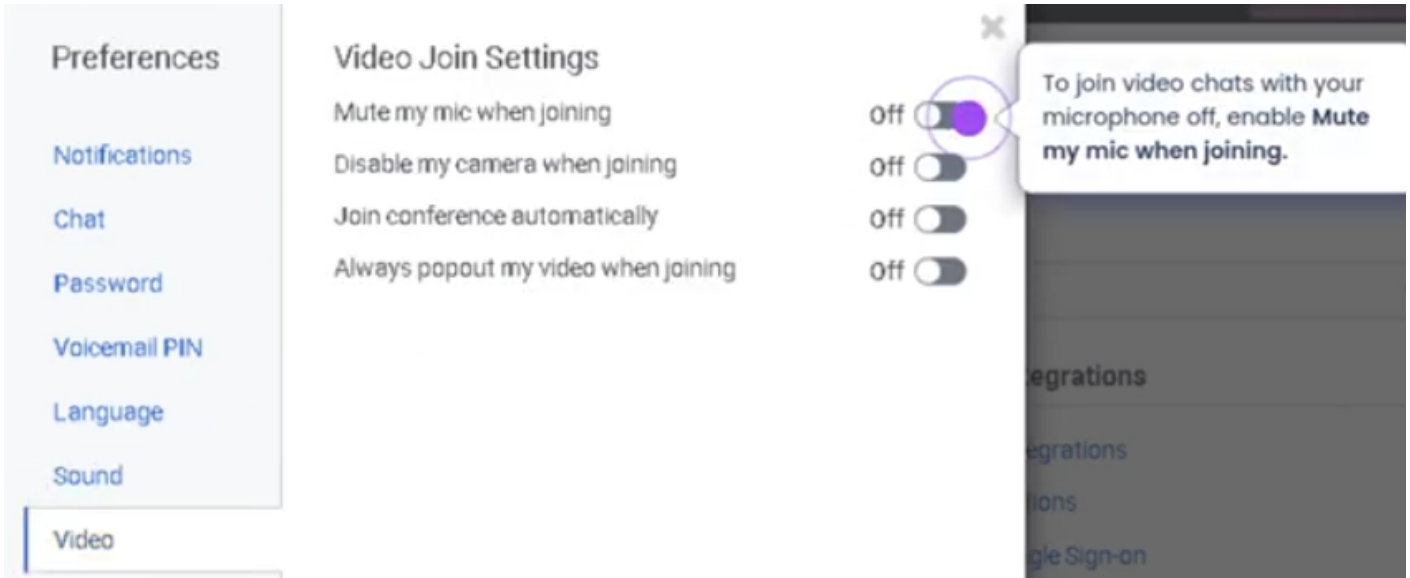 Preferences
Notifications
Chat
Password
Voicemail PIN
Language
Sound
Video
Video Join Settings
Mute my mic when joining Off
Disable my camera when joining Off
Join conference automatically Off
Always popout my video when joining Off
To join video chats with your
microphone off, enable Mute
my mic when joining.
egrations
egrations
ions
gle Sign-on